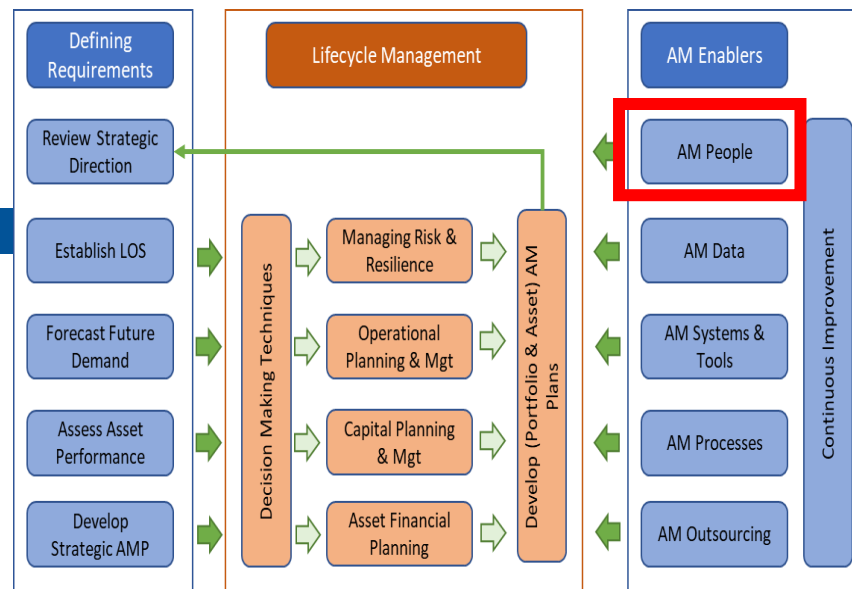 Defining
Requirements
Review Strategic
Direction
Establish LOS
Forecast Future
Demand
Assess Asset
Performance
Develop
Strategic AMP
Lifecycle Management
Decision Making Techniques
Managing Risk &
Resilience
Operational
Planning & Mgt
Capital Planning
& Mgt
Asset Financial
Planning
Develop (Portfolio & Asset) AM
Plans
AM Enablers
AM People
AM Data
AM Systems &
Tools
AM Processes
AM Outsourcing
Continuous Improvement